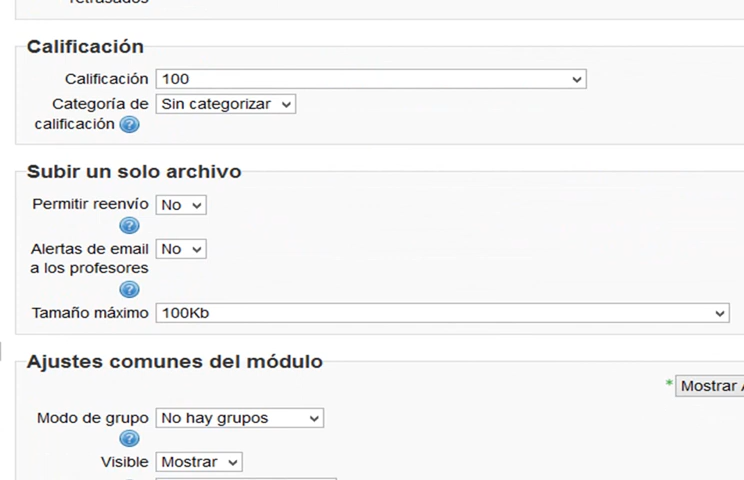 retrasados
Calificación
Calificación 100
Categoría de Sin categorizar
calificación
Subir un solo archivo
Permitir reenvío No
Alertas de email No
a los profesores
Tamaño máximo 100Kb
Ajustes comunes del módulo
* Mostrar A
Modo de grupo No hay grupos
Visible Mostrar